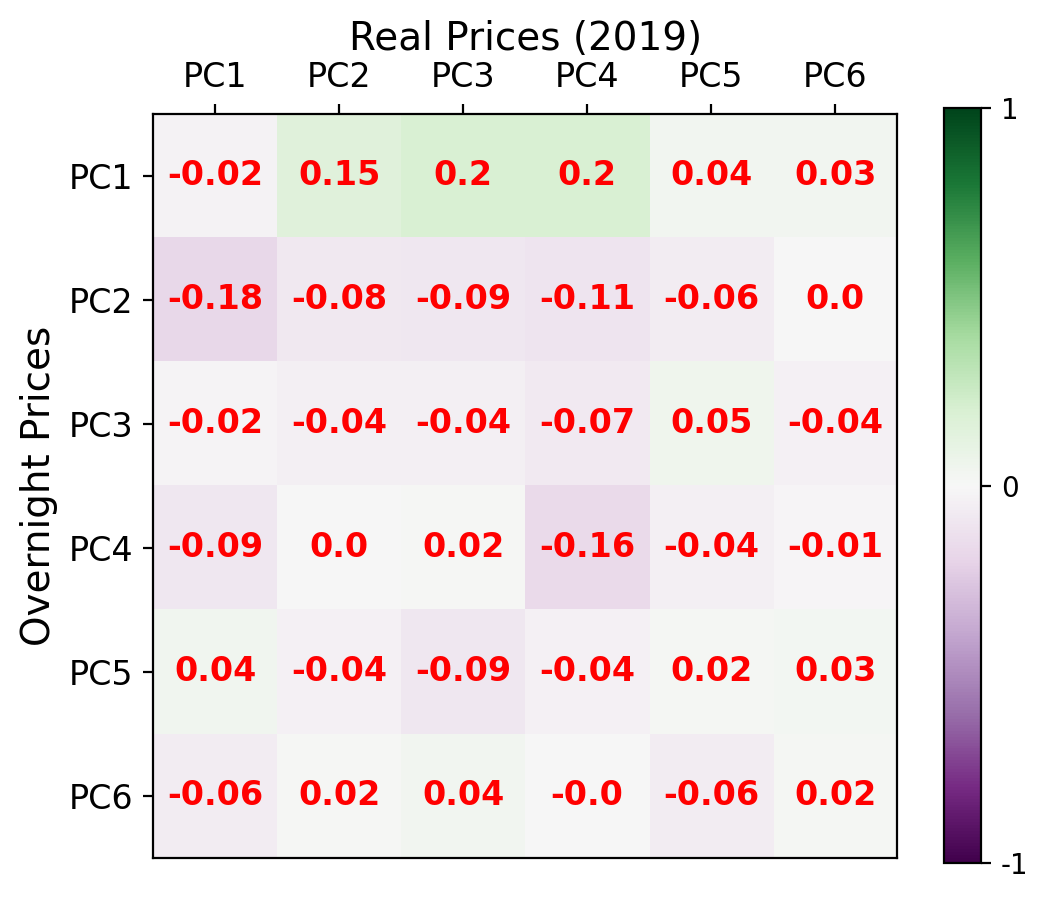 Real Prices (2019)
PC1 PC2 PC3 PC4 PC5 PC6
1
PC1 -0.02 0.15 0.2 0.2 0.04 0.03
PC2 -0.18 -0.08 -0.09 -0.11 -0.06 0.0
PC3 -0.02 -0.04 -0.04 -0.07 0.05 -0.04
0
PC4 -0.09 0.0 0.02 -0.16 -0.04 -0.01
PC5 0.04 -0.04 -0.09 -0.04 0.02 0.03
PC6 -0.06 0.02 0.04 -0.0 -0.06 0.02
-1
Overnight Prices